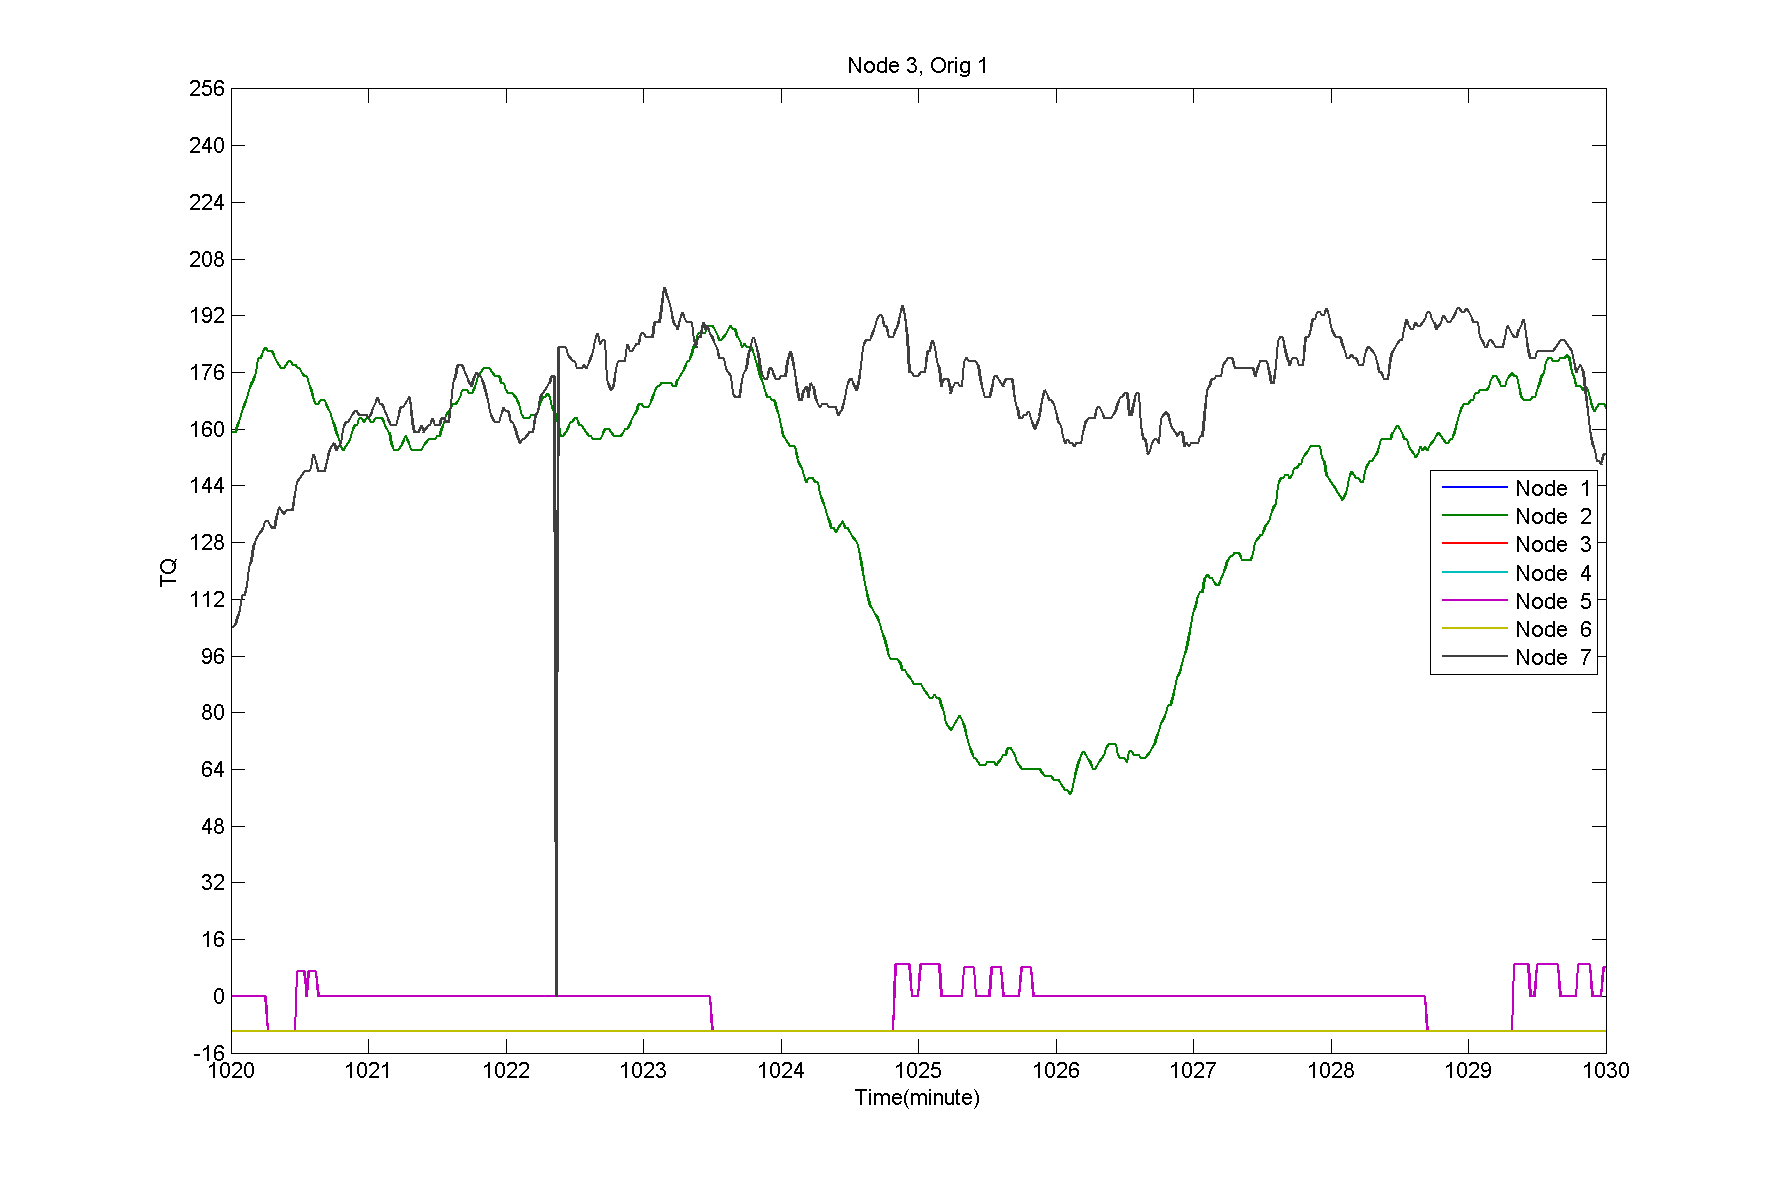 Node 3, Orig 1
256
240
224
208
192
176
160
144
128
112
96
80
64
48
32
16
0
-16
TQ
Node 1
Node 2
Node 3
Node 4
Node 5
Node 6
Node 7
1020 1021 1022 1023 1024 1025 1026 1027 1028 1029 1030
Time(minute)